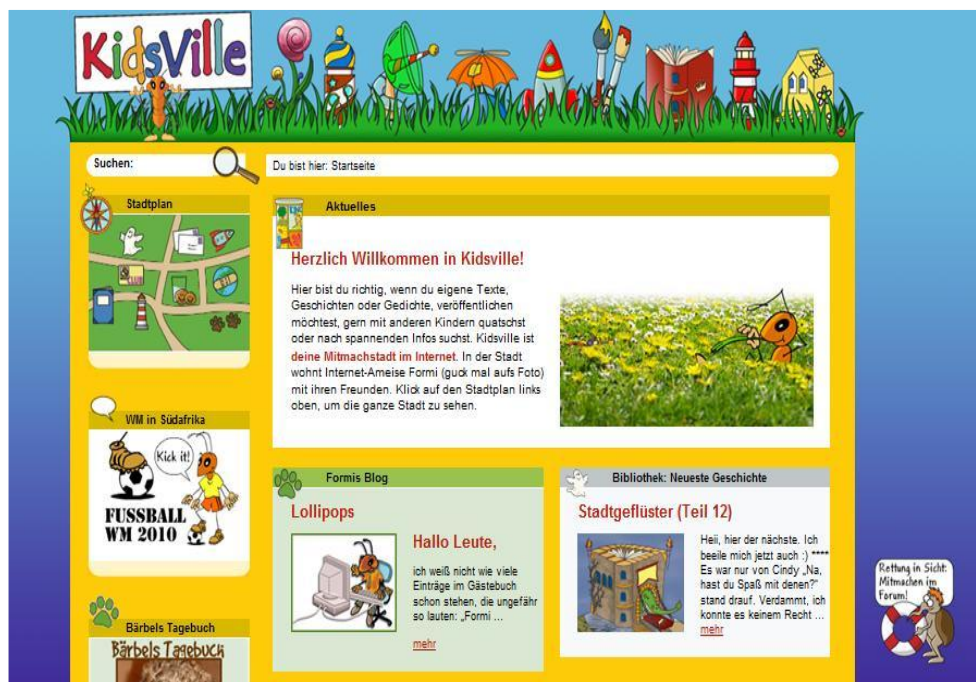 KidsVille
Suchen:
Du bist hier: Startseite
Stadtplan
CLUB
WM in Südafrika
Kick it!
FUSSBALL
WM 2010
Bärbels Tagebuch
Bärbels Tagebuch
Aktuelles
Herzlich Willkommen in Kidsville!
Hier bist du richtig, wenn du eigene Texte,
Geschichten oder Gedichte, veröffentlichen
möchtest, gern mit anderen Kindern quatschst
oder nach spannenden Infos suchst. Kidsville ist
deine Mitmachstadt im Internet. In der Stadt
wohnt Internet-Ameise Formi (guck mal aufs Foto)
mit ihren Freunden. Klick auf den Stadtplan links
oben, um die ganze Stadt zu sehen.
Formis Blog
Lollipops
Hallo Leute,
ich weiß nicht wie viele
Einträge im Gästebuch
schon stehen, die ungefähr
so lauten: „Formi ...
mehr
Bibliothek: Neueste Geschichte
Stadtgeflüster (Teil 12)
Heii, hier der nächste. Ich
beeile mich jetzt auch :) ****
Es war nur von Cindy „Na,
hast du Spaß mit denen?"
stand drauf. Verdammt, ich
konnte es keinem Recht ...
mehr
Rettung in Sicht:
Mitmachen im
Forum!